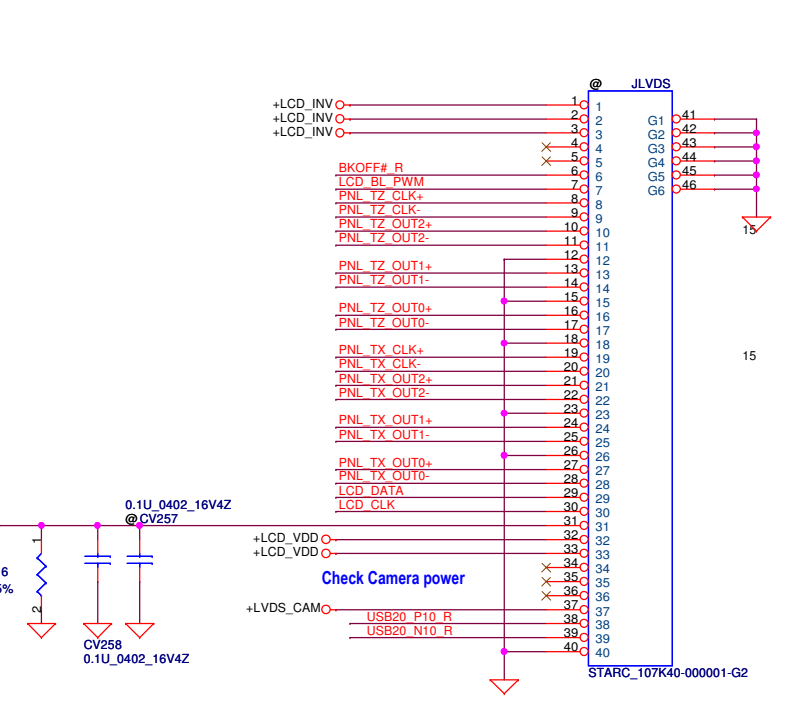 @ JLVDS
+LCD_INV 1 1
+LCD_INV 2 2 G1 41
+LCD_INV 3 3 G2 42
4 4 G3 43
5 5 G4 44
BKOFF#_R 6 6 G5 45
LCD_BL_PWM 7 7 G6 46
PNL_TZ_CLK+ 8 8
PNL_TZ_CLK- 9 9
PNL_TZ_OUT2+ 10 10 15
PNL_TZ_OUT2- 11 11
12 12
PNL_TZ_OUT1+ 13 13
PNL_TZ_OUT1- 14 14
15 15
PNL_TZ_OUT0+ 16 16
PNL_TZ_OUT0- 17 17
18 18
PNL_TX_CLK+ 19 19 15
PNL_TX_CLK- 20 20
PNL_TX_OUT2+ 21 21
PNL_TX_OUT2- 22 22
23 23
PNL_TX_OUT1+ 24 24
PNL_TX_OUT1- 25 25
26 26
PNL_TX_OUT0+ 27 27
PNL_TX_OUT0- 28 28
LCD_DATA 29 29
LCD_CLK 30 30
0.1U_0402_16V4Z
@ CV257 31 31
+LCD_VDD 32 32
+LCD_VDD 33 33
1 34 34
6 Check Camera power 35 35
% 36 36
2 +LVDS_CAM 37 37
USB20_P10_R 38 38
USB20_N10_R 39 39
40 40
CV258
0.1U_0402_16V4Z
STARC_107K40-000001-G2